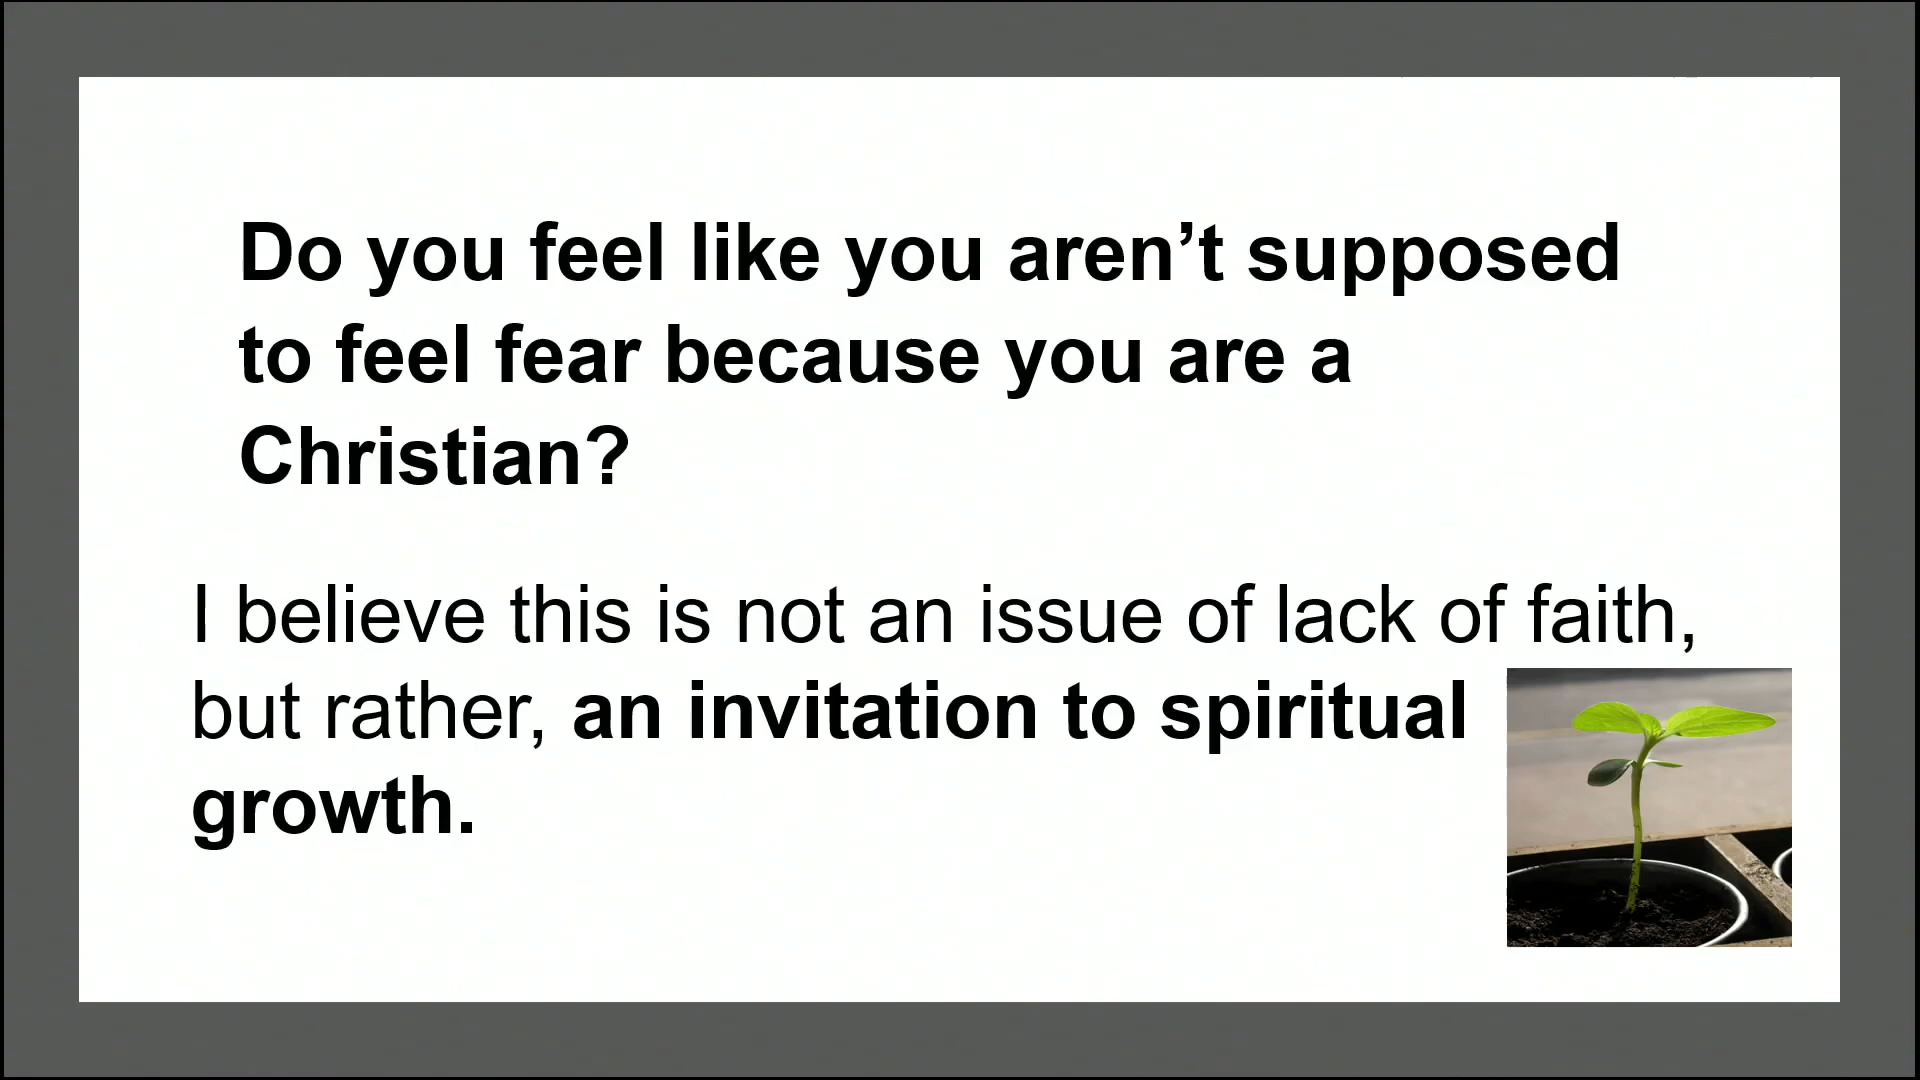 Do you feel like you aren’t supposed
to feel fear because you are a
Christian?
I believe this is not an issue of lack of faith,
but rather, an invitation to spiritual
growth.